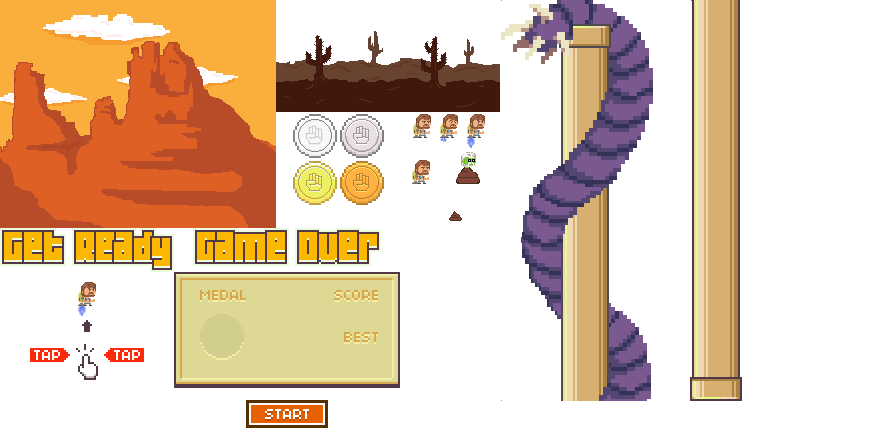 Get Ready
Game Over
MEDAL
SCORE
BEST
TAP
TAP
START